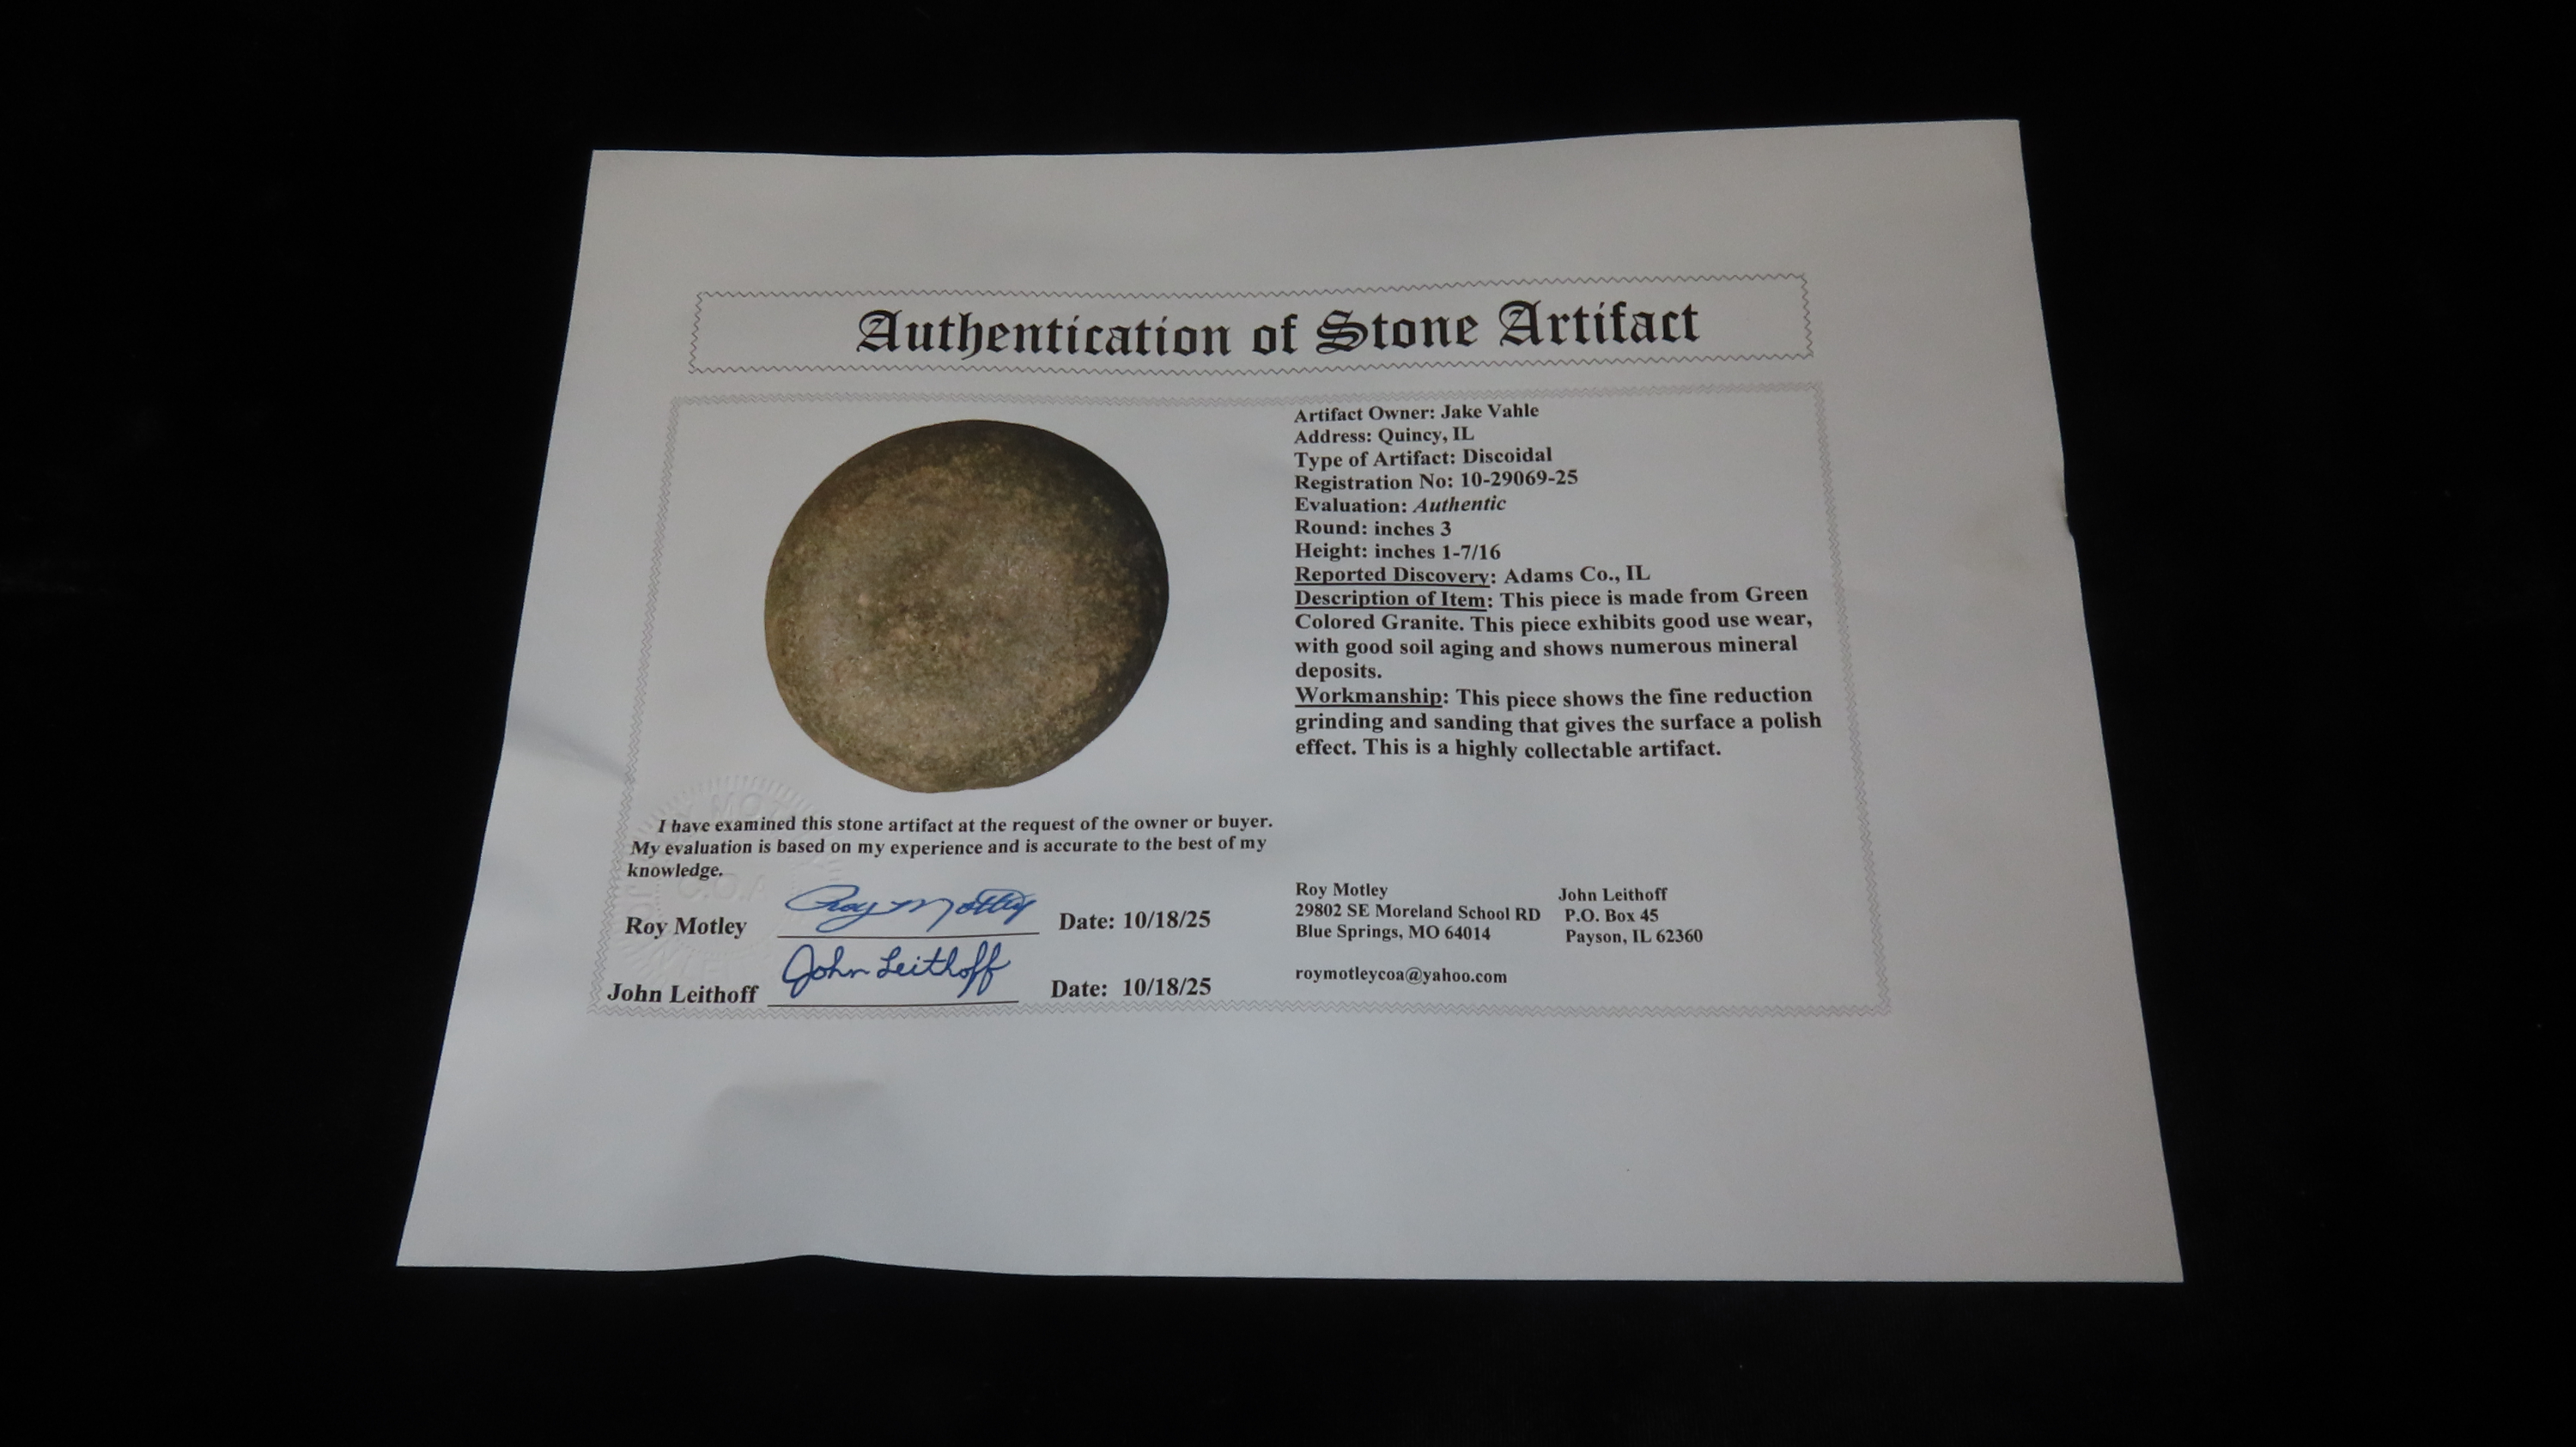 Authentication of Stone Artifact
Artifact Owner: Jake Vahle
Address: Quincy, IL
Type of Artifact: Discoidal
Registration No: 10-29069-25
Evaluation: Authentic
Round: inches 3
Height: inches 1-7/16
Reported Discovery: Adams Co., IL
Description of Item: This piece is made from Green
Colored Granite. This piece exhibits good use wear,
with good soil aging and shows numerous mineral
deposits.
Workmanship: This piece shows the fine reduction
grinding and sanding that gives the surface a polish
effect. This is a highly collectable artifact.
I have examined this stone artifact at the request of the owner or buyer.
My evaluation is based on my experience and is accurate to the best of my
knowledge.
Roy Motley Roy Motley Date: 10/18/25
John Leithoff John Leithoff Date: 10/18/25
Roy Motley
29802 SE Moreland School RD
Blue Springs, MO 64014
roymotleycoa@yahoo.com
John Leithoff
P.O. Box 45
Payson, IL 62360